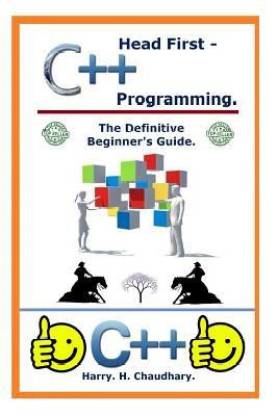 Head First -
C++
Programming.
The Definitive
Beginner's Guide.
C++
Harry. H. Chaudhary.